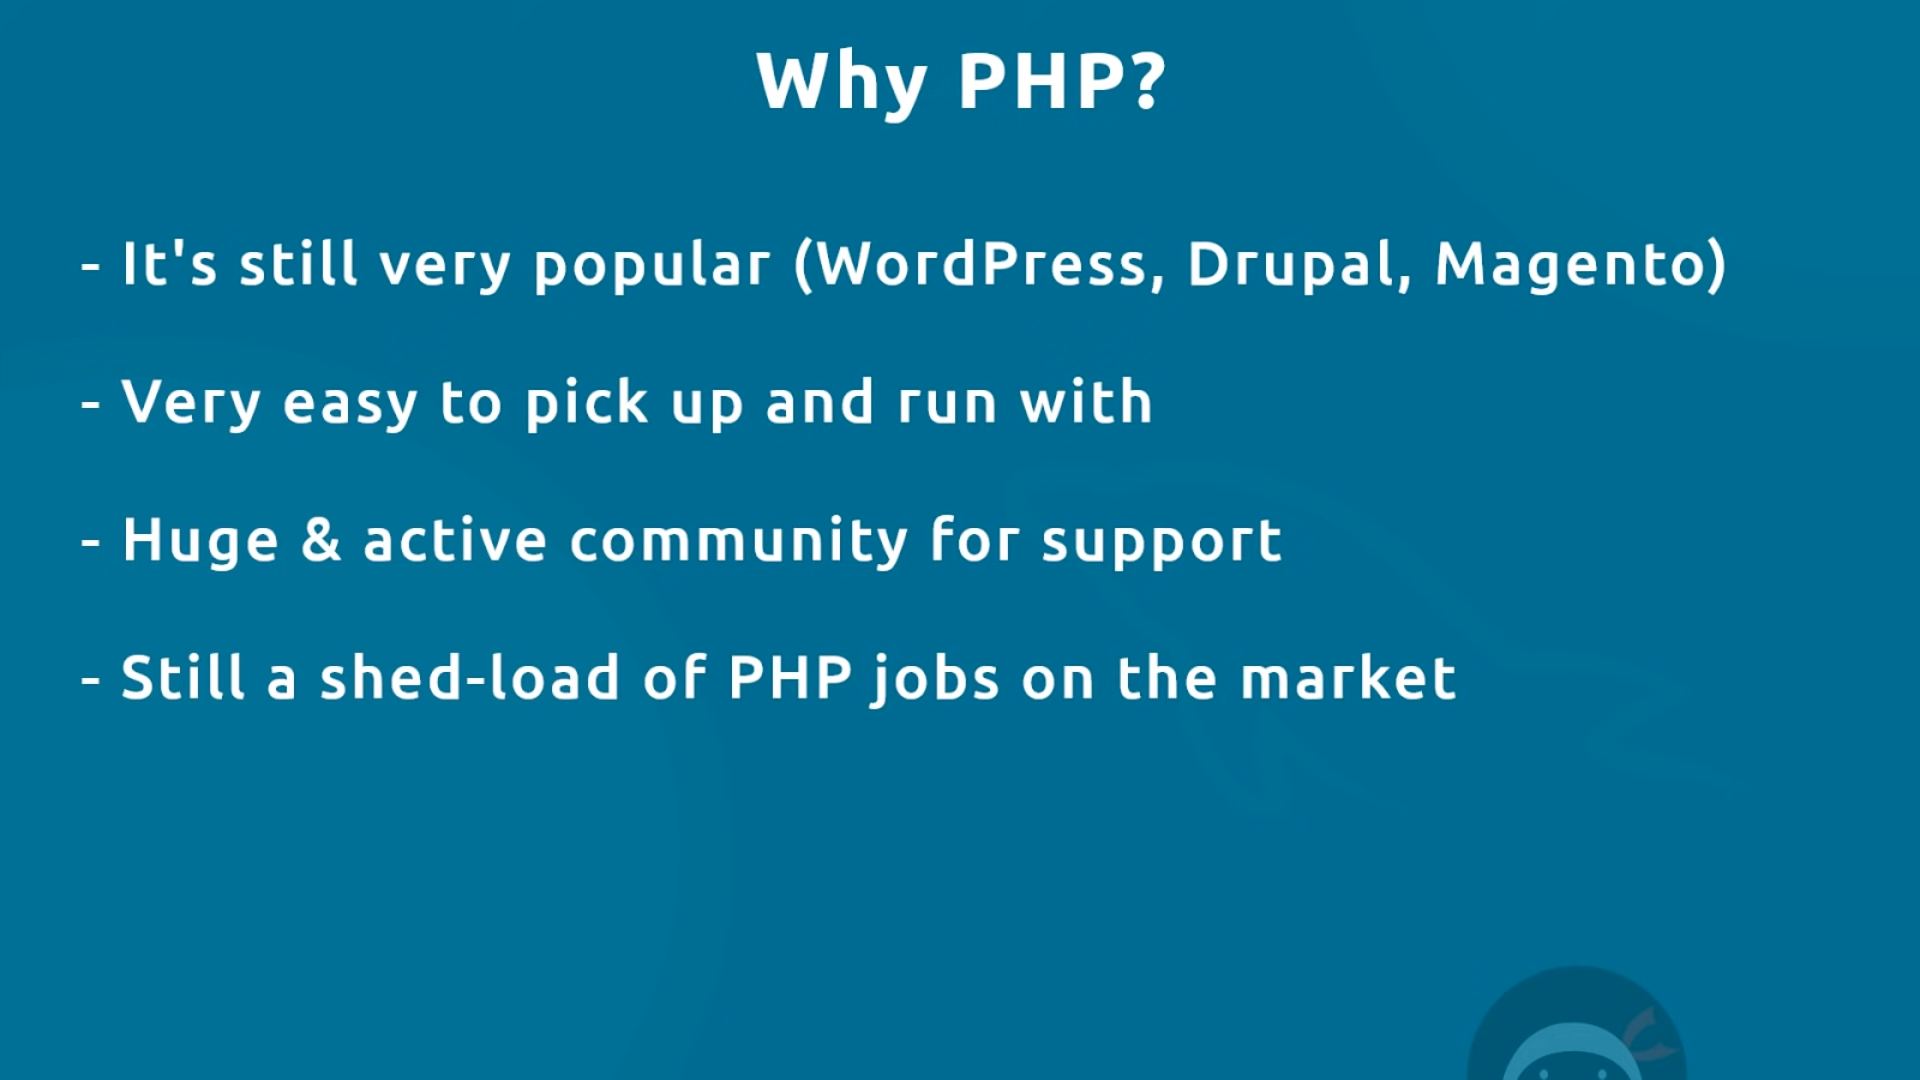 Why PHP?
- It's still very popular (WordPress, Drupal, Magento)
- Very easy to pick up and run with
- Huge & active community for support
- Still a shed-load of PHP jobs on the market